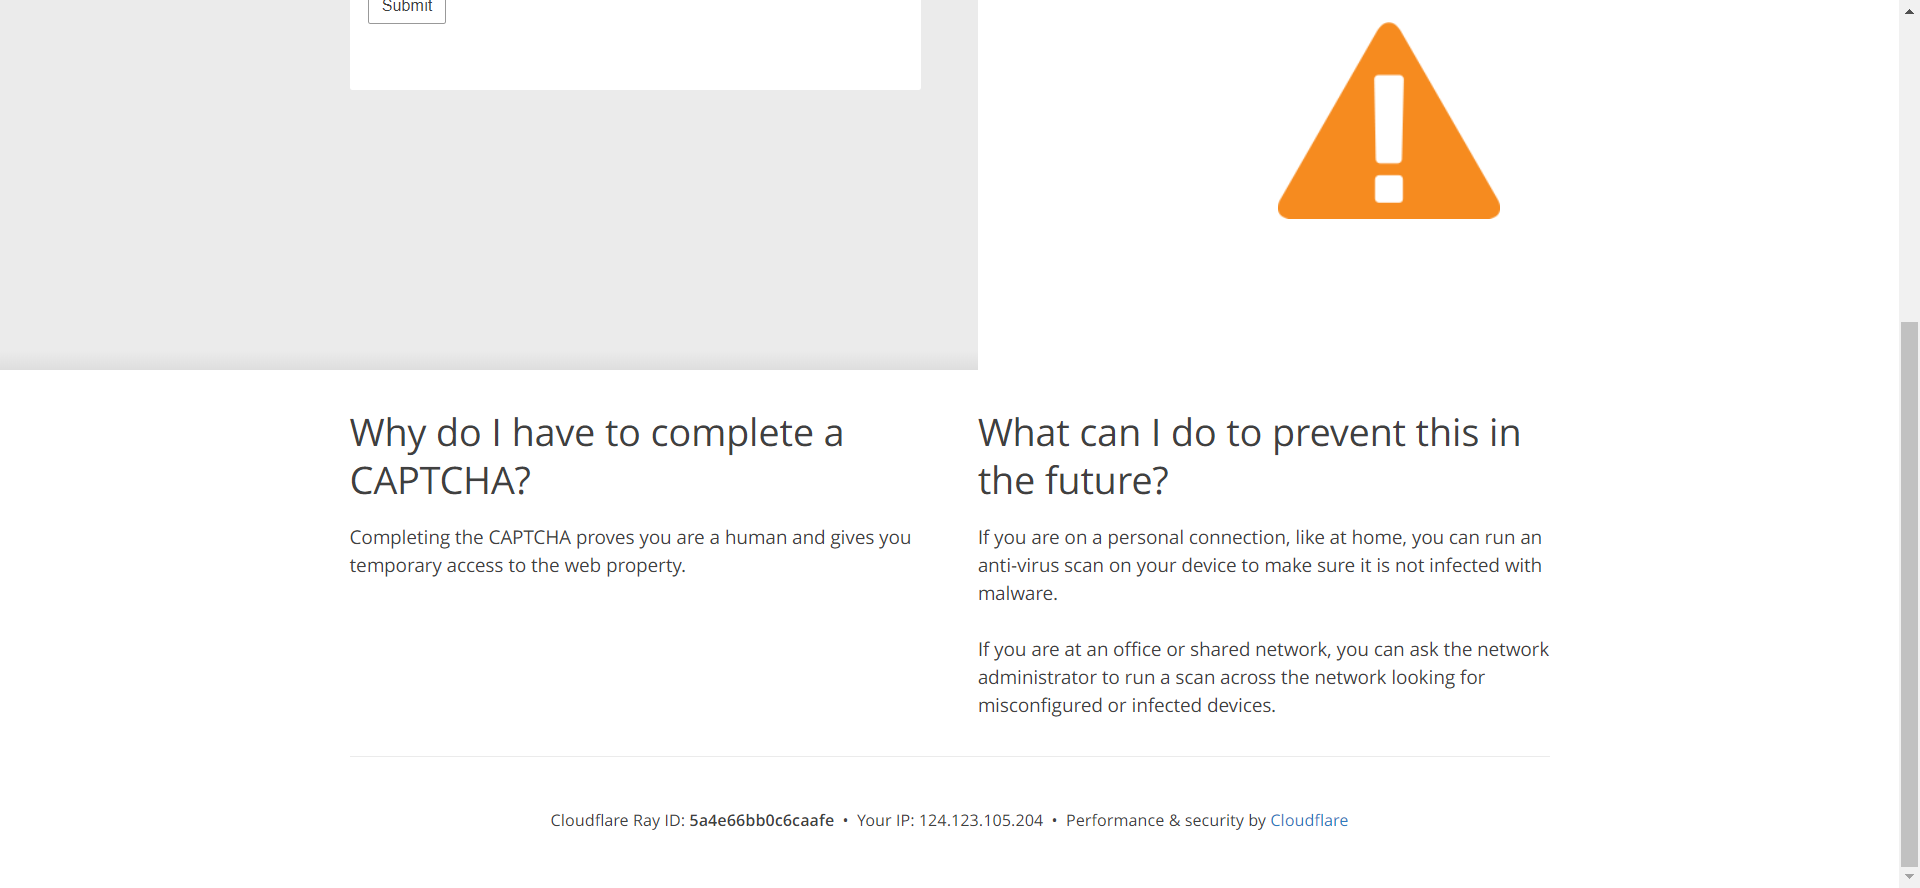 Submit
Why do I have to complete a
CAPTCHA?
Completing the CAPTCHA proves you are a human and gives you
temporary access to the web property.
What can I do to prevent this in
the future?
If you are on a personal connection, like at home, you can run an
anti-virus scan on your device to make sure it is not infected with
malware.
If you are at an office or shared network, you can ask the network
administrator to run a scan across the network looking for
misconfigured or infected devices.
Cloudflare Ray ID: 5a4e66bb0c6caafe • Your IP: 124.123.105.204 • Performance & security by Cloudflare